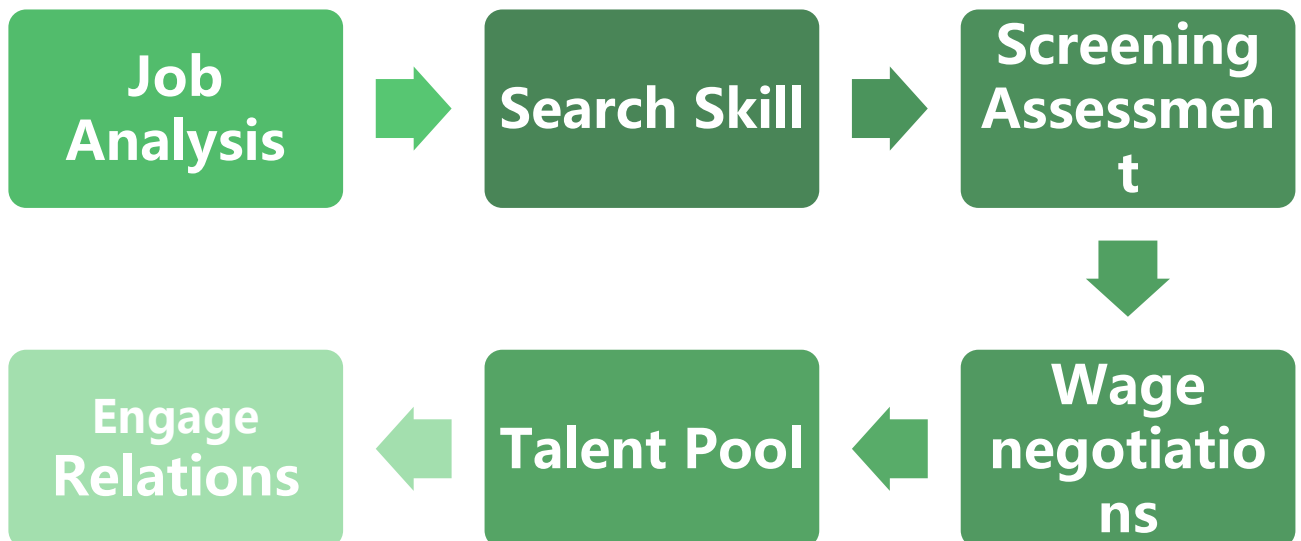 Job
Analysis
Search Skill
Screening
Assessmen
t
Wage
negotiatio
ns
Talent Pool
Engage
Relations